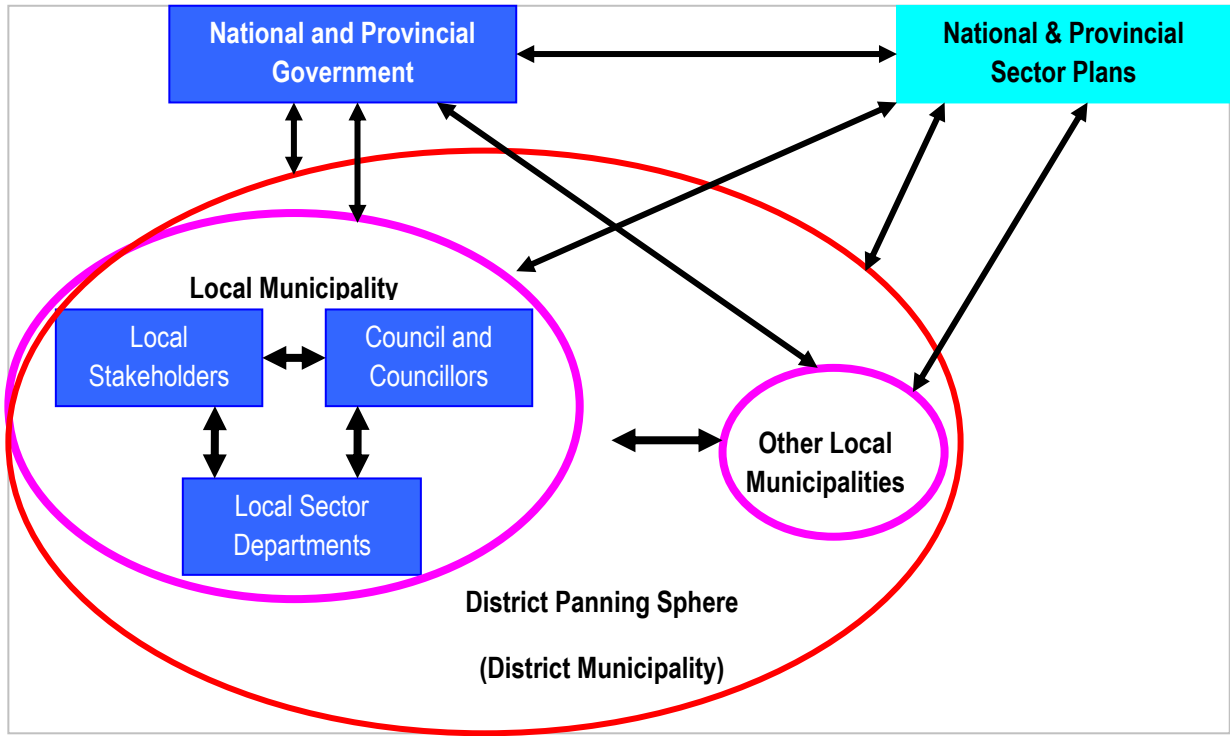 National and Provincial
Government
National & Provincial
Sector Plans
Local Municipality
Local
Stakeholders
Council and
Councillors
Local Sector
Departments
Other Local
Municipalities
District Panning Sphere
(District Municipality)